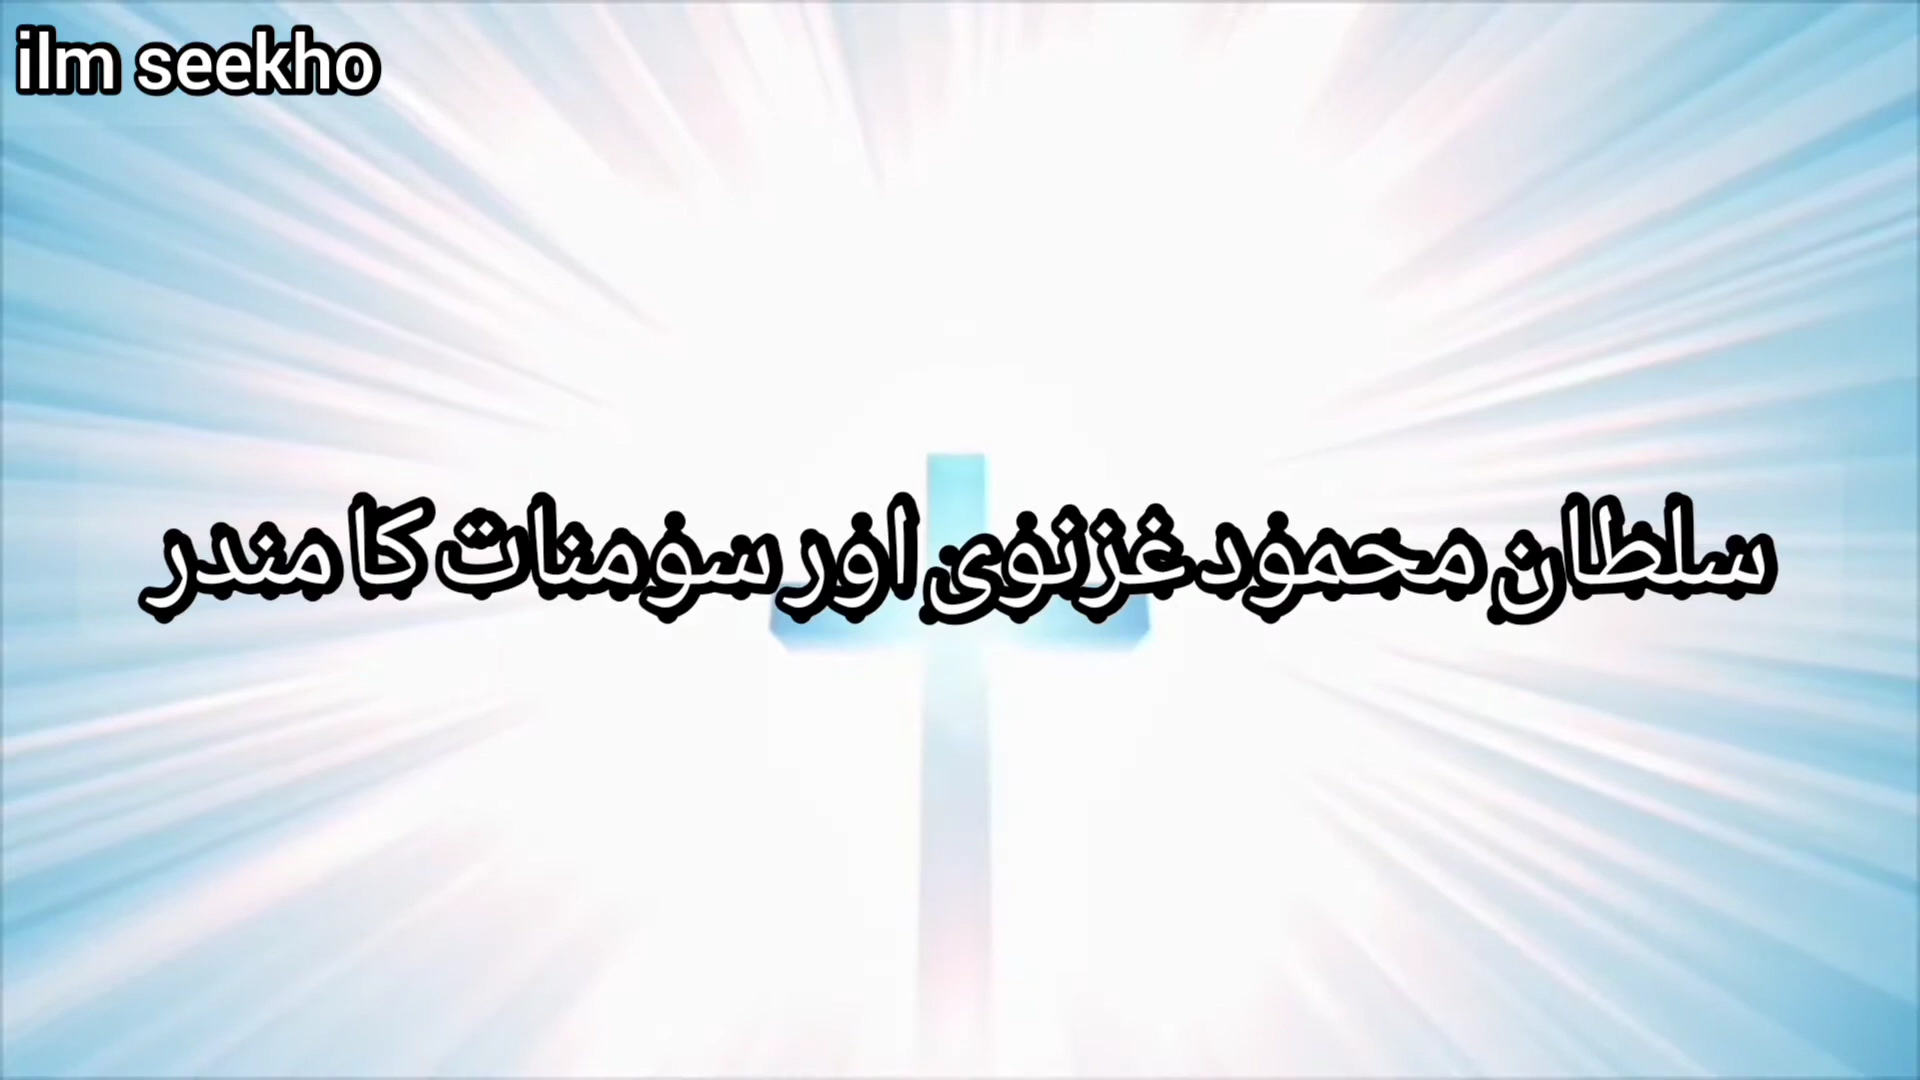 ilm seekho
سلطان محمود غزنوی اور سومنات کا مندر